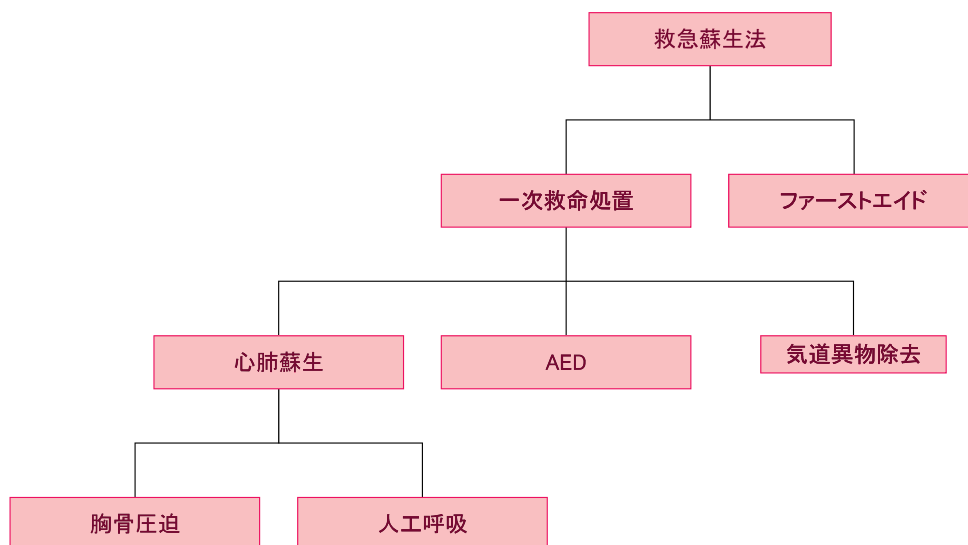 救急蘇生法
一次救命処置
ファーストエイド
心肺蘇生
AED
気道異物除去
胸骨圧迫
人工呼吸